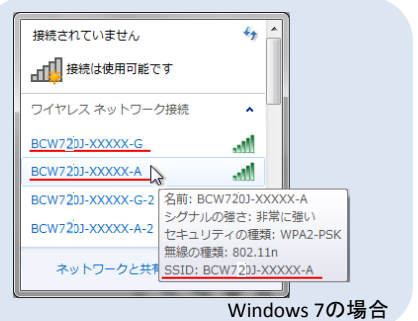 接続されていません
接続は使用可能です
ワイヤレス ネットワーク接続
BCW720J-XXXXX-G
BCW720J-XXXXX-A
BCW720J-XXXXX-G-2
BCW720J-XXXXX-A-2
名前: BCW720J-XXXXX-A
シグナルの強さ: 非常に強い
セキュリティの種類: WPA2-PSK
無線の種類: 802.11n
SSID: BCW720J-XXXXX-A
ネットワークと共有
Windows 7の場合